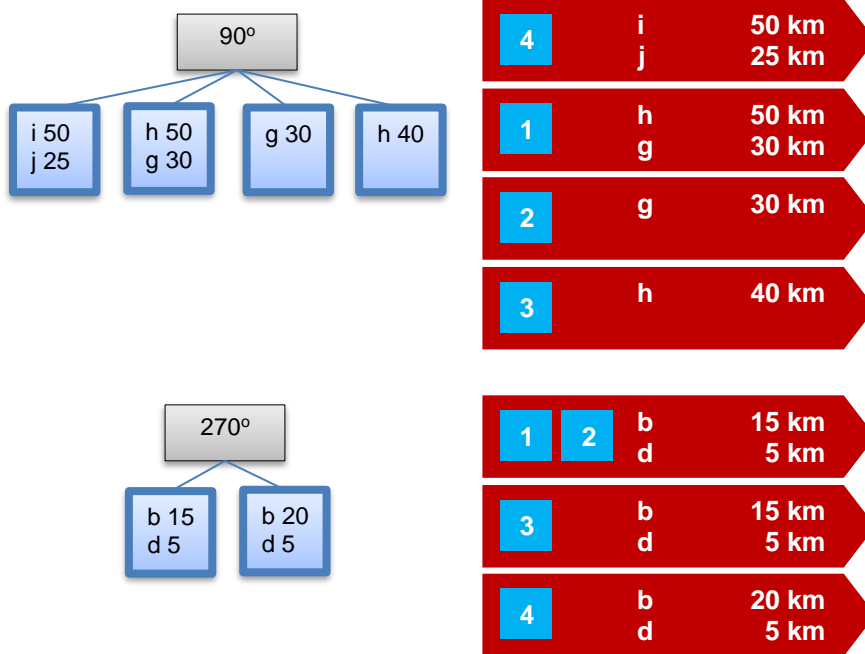 90º
i 50
j 25
h 50
g 30
g 30
h 40
4 i 50 km
j 25 km
1 h 50 km
g 30 km
2 g 30 km
3 h 40 km
270º
b 15
d 5
b 20
d 5
1 2 b 15 km
d 5 km
3 b 15 km
d 5 km
4 b 20 km
d 5 km